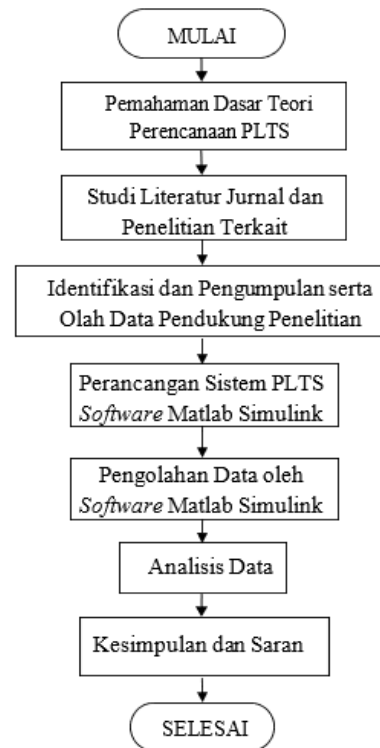 MULAI
Pemahaman Dasar Teori
Perencanaan PLTS
Studi Literatur Jurnal dan
Penelitian Terkait
Identifikasi dan Pengumpulan serta
Olah Data Pendukung Penelitian
Perancangan Sistem PLTS
Software Matlab Simulink
Pengolahan Data oleh
Software Matlab Simulink
Analisis Data
Kesimpulan dan Saran
SELESAI